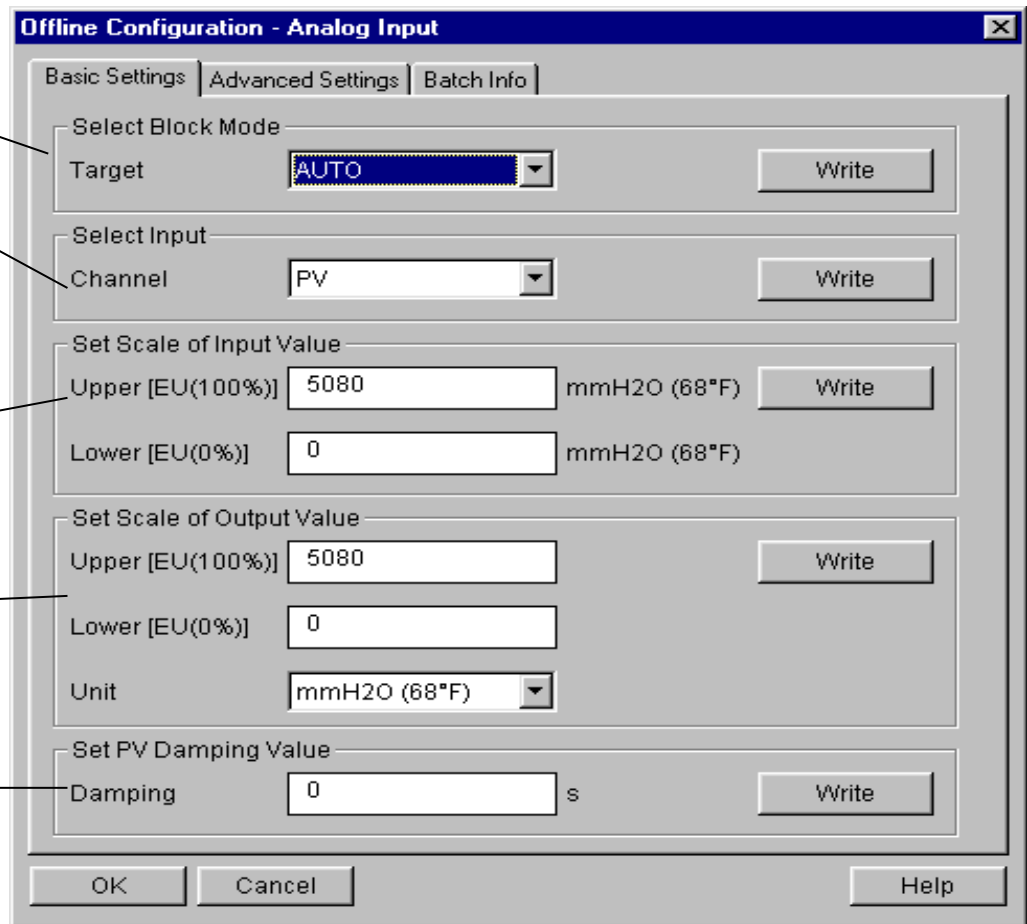 Offline Configuration - Analog Input
Basic Settings Advanced Settings Batch Info
Select Block Mode
Target AUTO Write
Select Input
Channel PV Write
Set Scale of Input Value
Upper [EU(100%)] 5080 mmH2O (68°F) Write
Lower [EU(0%)] 0 mmH2O (68°F)
Set Scale of Output Value
Upper [EU(100%)] 5080 Write
Lower [EU(0%)] 0
Unit mmH2O (68°F)
Set PV Damping Value
Damping 0 s Write
OK Cancel Help